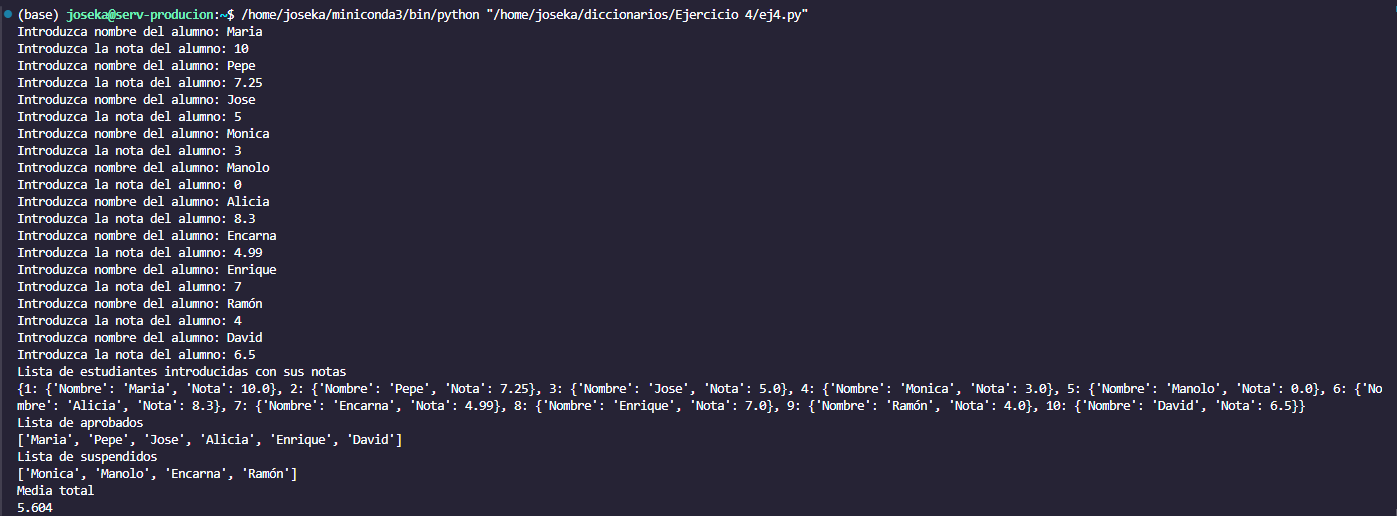 (base) joseka@serv-producion:~$ /home/joseka/miniconda3/bin/python "/home/joseka/diccionarios/Ejercicio 4/ej4.py"
Introduzca nombre del alumno: Maria
Introduzca la nota del alumno: 10
Introduzca nombre del alumno: Pepe
Introduzca la nota del alumno: 7.25
Introduzca nombre del alumno: Jose
Introduzca la nota del alumno: 5
Introduzca nombre del alumno: Monica
Introduzca la nota del alumno: 3
Introduzca nombre del alumno: Manolo
Introduzca la nota del alumno: 0
Introduzca nombre del alumno: Alicia
Introduzca la nota del alumno: 8.3
Introduzca nombre del alumno: Encarna
Introduzca la nota del alumno: 4.99
Introduzca nombre del alumno: Enrique
Introduzca la nota del alumno: 7
Introduzca nombre del alumno: Ramón
Introduzca la nota del alumno: 4
Introduzca nombre del alumno: David
Introduzca la nota del alumno: 6.5
Lista de estudiantes introducidas con sus notas
{1: {'Nombre': 'Maria', 'Nota': 10.0}, 2: {'Nombre': 'Pepe', 'Nota': 7.25}, 3: {'Nombre': 'Jose', 'Nota': 5.0}, 4: {'Nombre': 'Monica', 'Nota': 3.0}, 5: {'Nombre': 'Manolo', 'Nota': 0.0}, 6: {'No
mbre': 'Alicia', 'Nota': 8.3}, 7: {'Nombre': 'Encarna', 'Nota': 4.99}, 8: {'Nombre': 'Enrique', 'Nota': 7.0}, 9: {'Nombre': 'Ramón', 'Nota': 4.0}, 10: {'Nombre': 'David', 'Nota': 6.5}}
Lista de aprobados
['Maria', 'Pepe', 'Jose', 'Alicia', 'Enrique', 'David']
Lista de suspendidos
['Monica', 'Manolo', 'Encarna', 'Ramón']
Media total
5.604